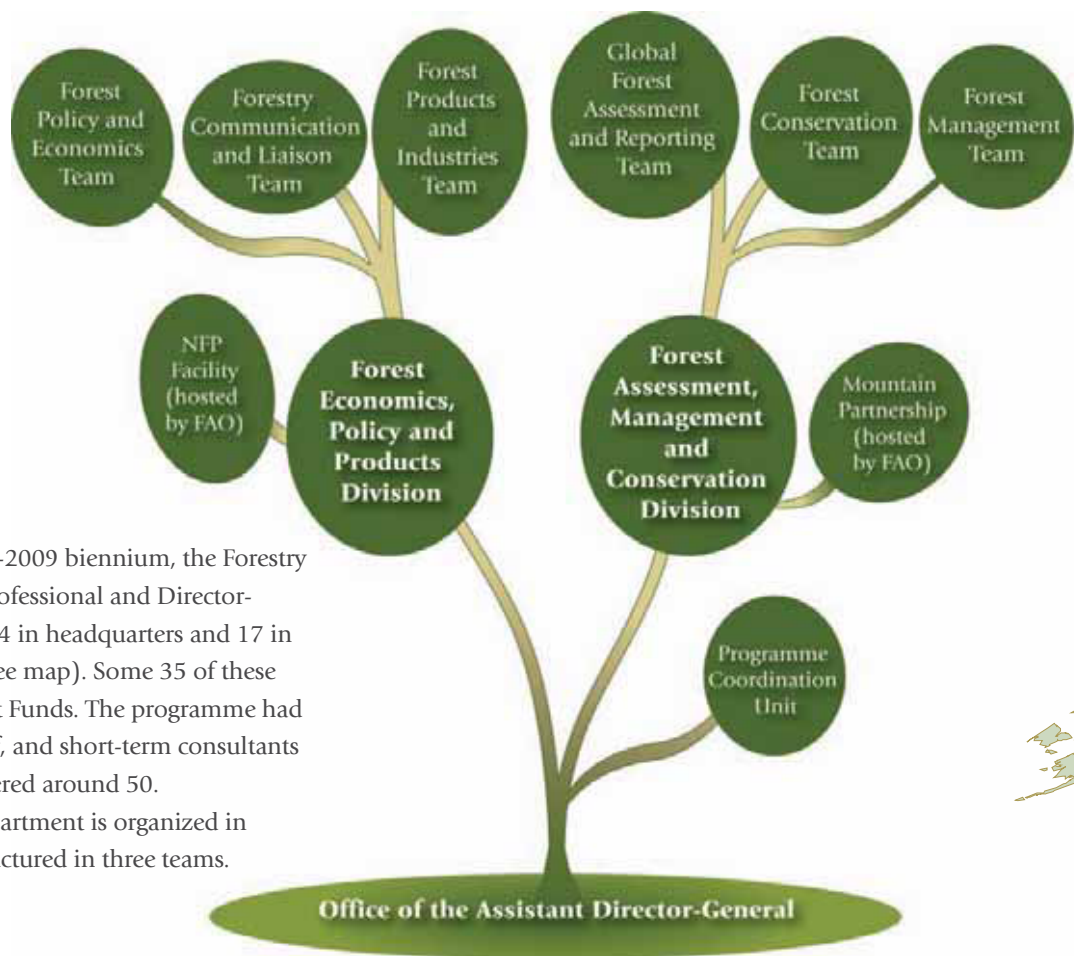 Forest
Policy and
Economics
Team
Forestry
Communication
and Liaison
Team
Forest
Products
and
Industries
Team
Global
Forest
Assessment
and Reporting
Team
Forest
Conservation
Team
Forest
Management
Team
NFP
Facility
(hosted
by FAO)
Forest
Economics,
Policy and
Products
Division
Forest
Assessment,
Management
and
Conservation
Division
Mountain
Partnership
(hosted
by FAO)
Programme
Coordination
Unit
-2009 biennium, the Forestry
ofessional and Director-
4 in headquarters and 17 in
ee map). Some 35 of these
Funds. The programme had
and short-term consultants
ered around 50.
artment is organized in
ctured in three teams.
Office of the Assistant Director-General